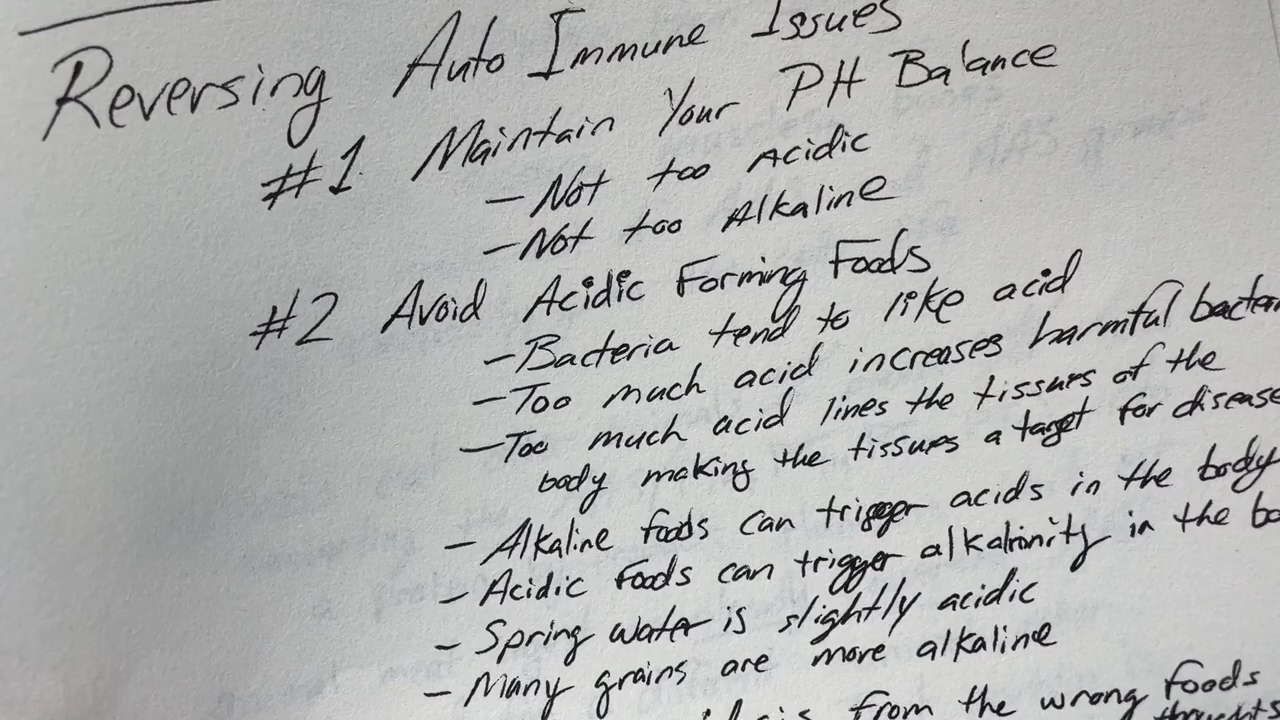 Reversing Auto Immune Issues
#1 Maintain Your PH Balance
- Not too Acidic
- Not too Alkaline
#2 Avoid Acidic Forming Foods
- Bacteria tend to like acid
- Too much acid increases harmful
- Too much acid lines the tissues of the
body making the tissues a target for disease
- Alkaline foods can trigger acids in the body
- Acidic Foods can trigger alkalinity in the
- Spring water is slightly acidic
- Many grains are more alkaline
from the wrong foods